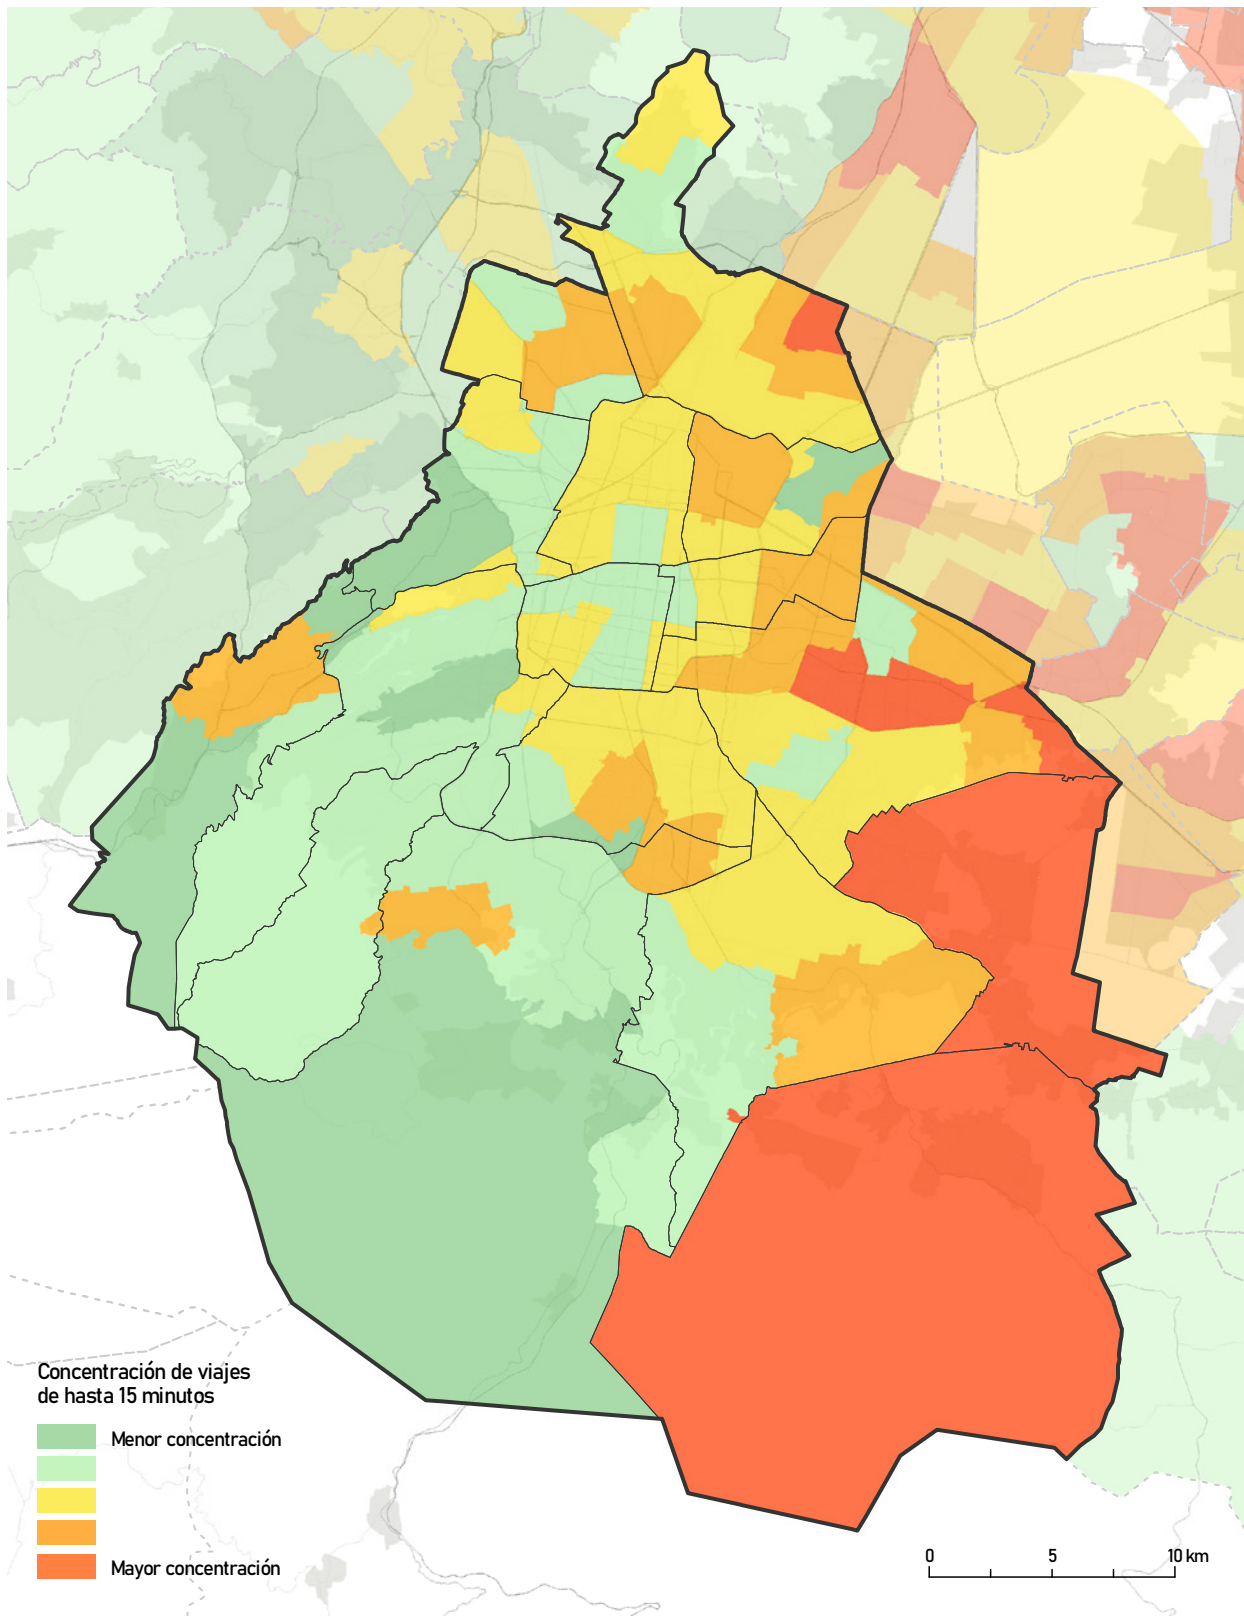 Concentración de viajes
de hasta 15 minutos
Menor concentración
Mayor concentración
0 5 10 km